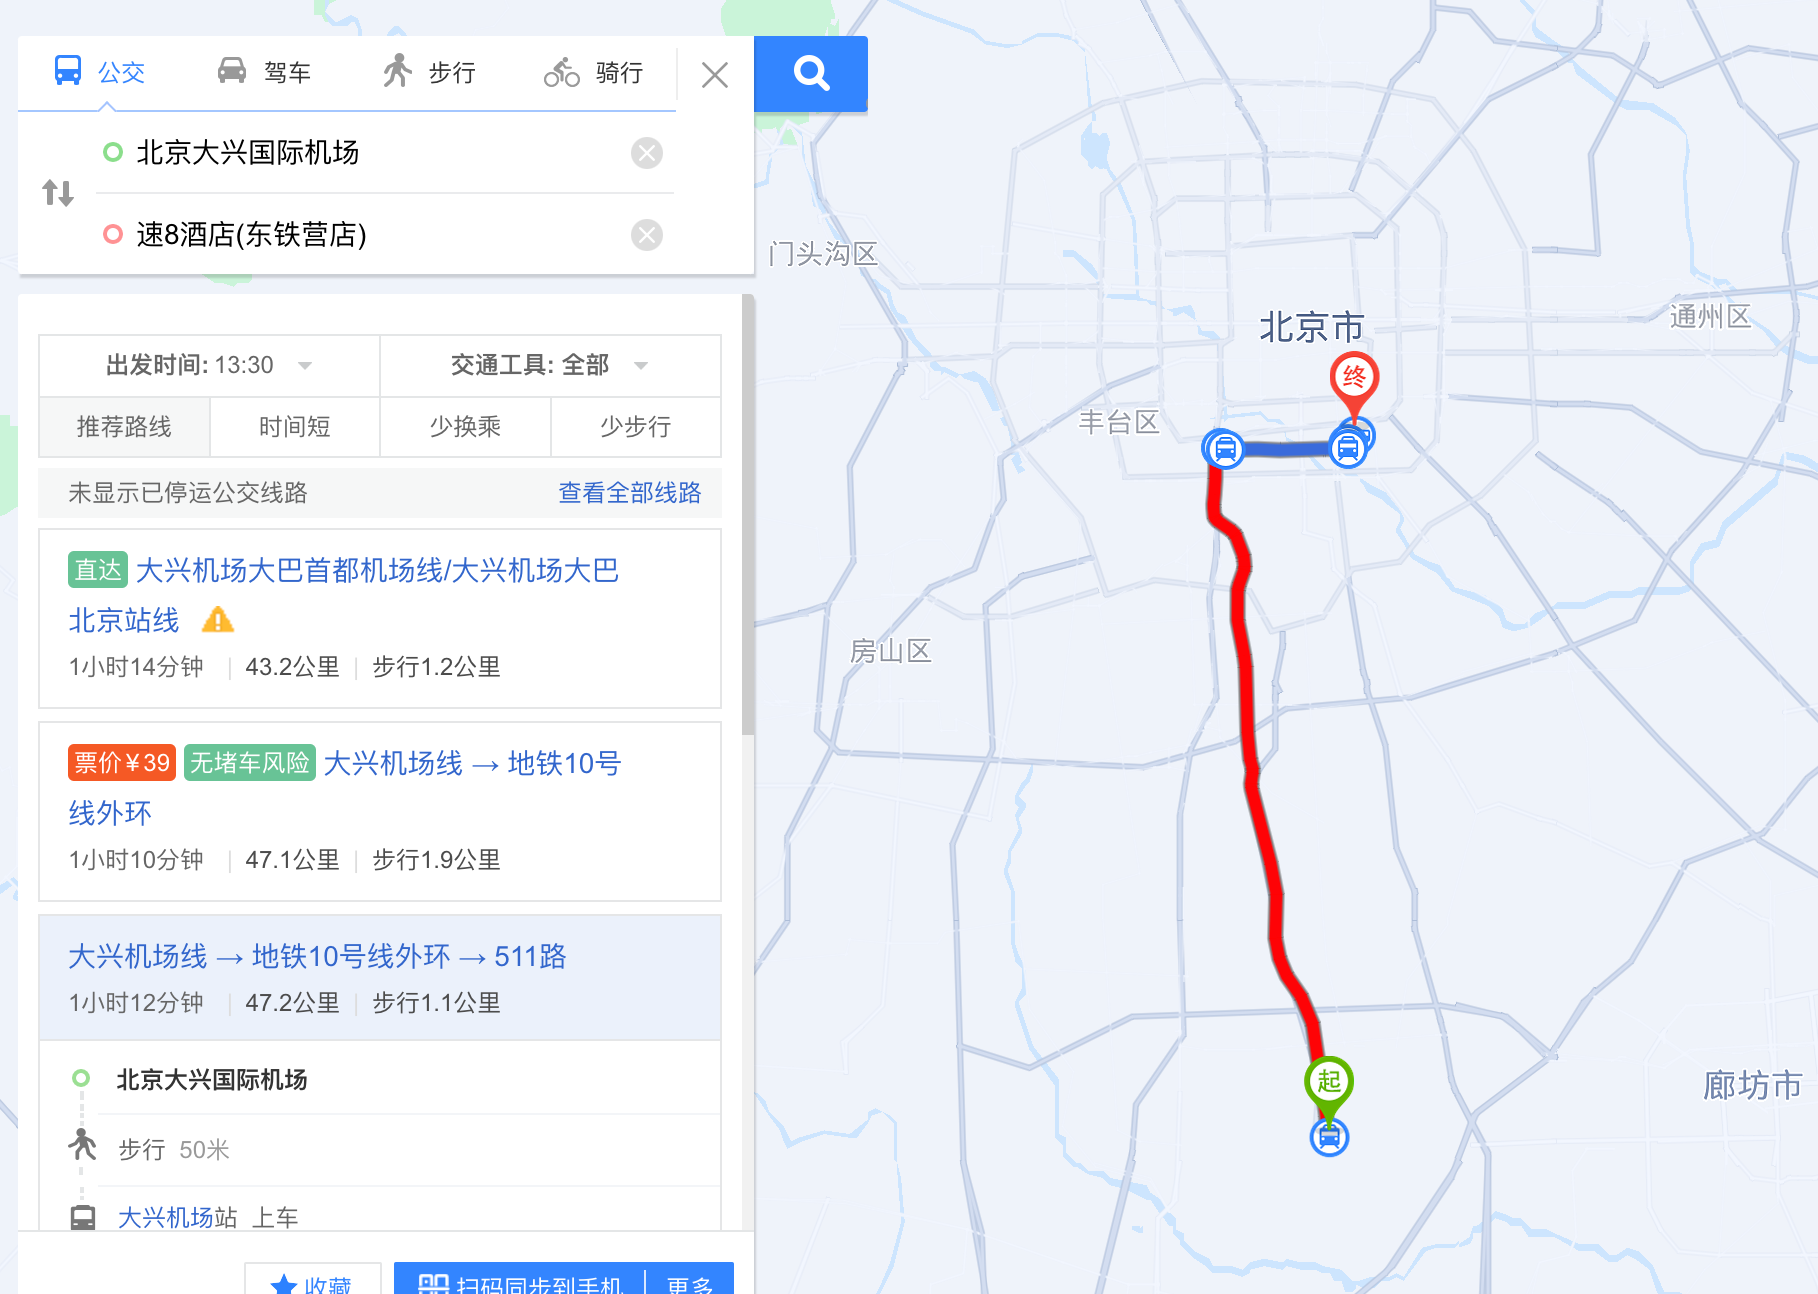 公交 驾车 步行 骑行
北京大兴国际机场
速8酒店(东铁营店)
出发时间: 13:30 交通工具: 全部
推荐路线 时间短 少换乘 少步行
未显示已停运公交线路 查看全部线路
直达 大兴机场大巴首都机场线/大兴机场大巴
北京站线
1小时14分钟 43.2公里 步行1.2公里
票价¥39 无堵车风险 大兴机场线 → 地铁10号
线外环
1小时10分钟 47.1公里 步行1.9公里
大兴机场线 → 地铁10号线外环 → 511路
1小时12分钟 47.2公里 步行1.1公里
北京大兴国际机场
步行 50米
大兴机场站 上车
收藏 扫码同步到手机 更多
门头沟区
北京市
通州区
终
丰台区
房山区
起
廊坊市